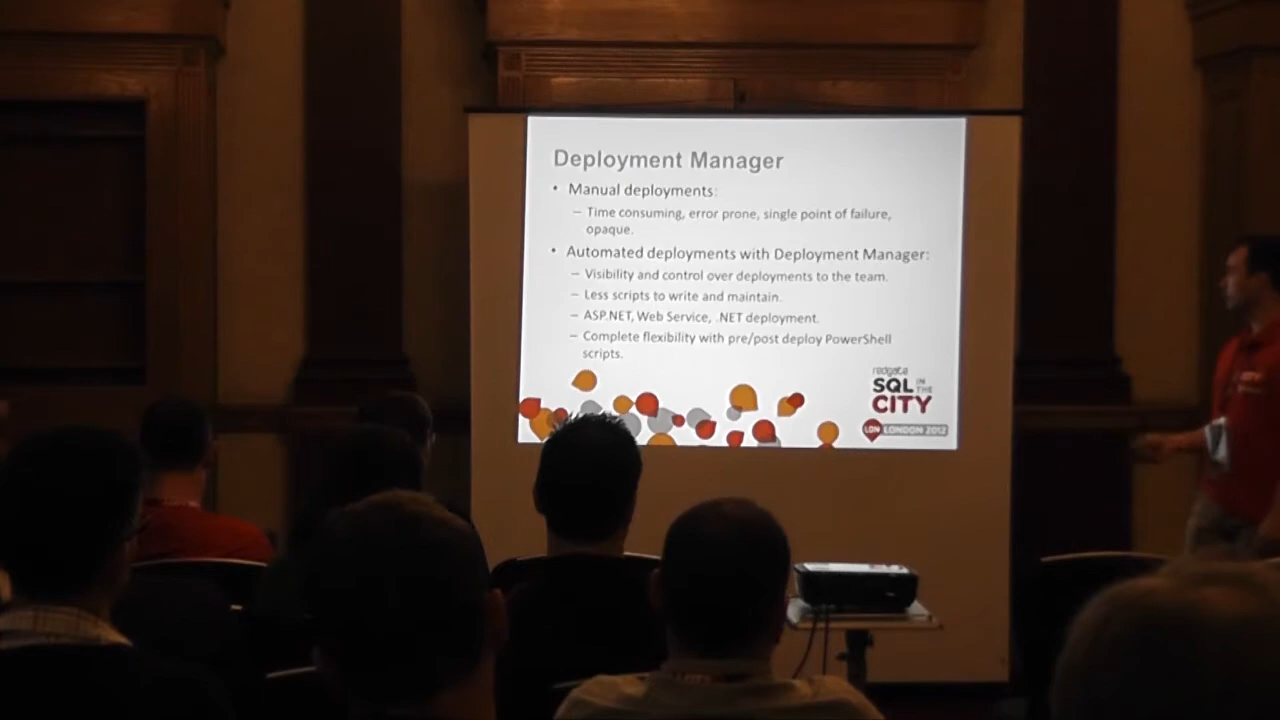 Deployment Manager
• Manual deployments:
– Time consuming, error prone, single point of failure,
opaque.
• Automated deployments with Deployment Manager:
– Visibility and control over deployments to the team.
– Less scripts to write and maintain.
– ASP.NET, Web Service, .NET deployment.
– Complete flexibility with pre/post deploy PowerShell
scripts.
redgate
SQL IN THE
CITY
LDN LONDON 2012